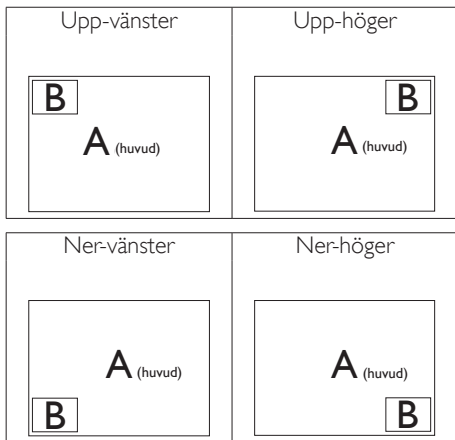 Upp-vänster
B
A (huvud)
Upp-höger
B
A (huvud)
Ner-vänster
A (huvud)
B
Ner-höger
A (huvud)
B